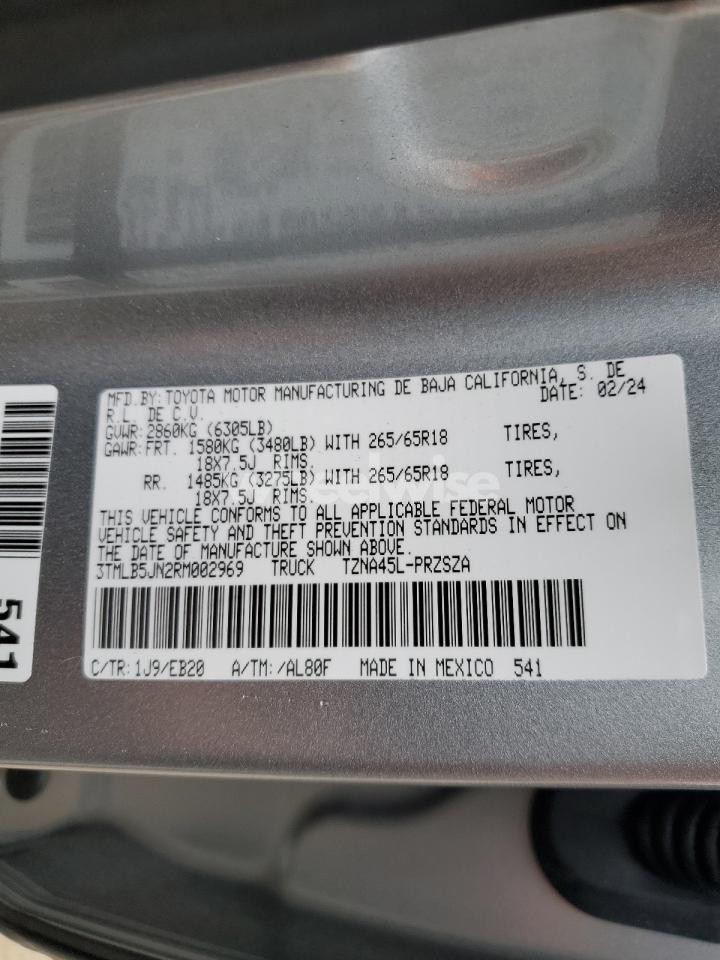 MFD.BY:TOYOTA MOTOR MANUFACTURING DE BAJA CALIFORNIA, S. DE
R.L. DE C.V. DATE: 02/24
GVWR:2860KG (6305LB)
GAWR:FRT. 1580KG (3480LB) WITH 265/65R18 TIRES,
18X7.5J RIMS.
RR. 1485KG (3275LB) WITH 265/65R18 TIRES,
18X7.5J RIMS.
THIS VEHICLE CONFORMS TO ALL APPLICABLE FEDERAL MOTOR
VEHICLE SAFETY AND THEFT PREVENTION STANDARDS IN EFFECT ON
THE DATE OF MANUFACTURE SHOWN ABOVE.
3TMLB5JN2RM002969 TRUCK TZNA45L-PRZSZA
C/TR:1J9/EB20 A/TM:/AL80F MADE IN MEXICO 541
541
wheelwise